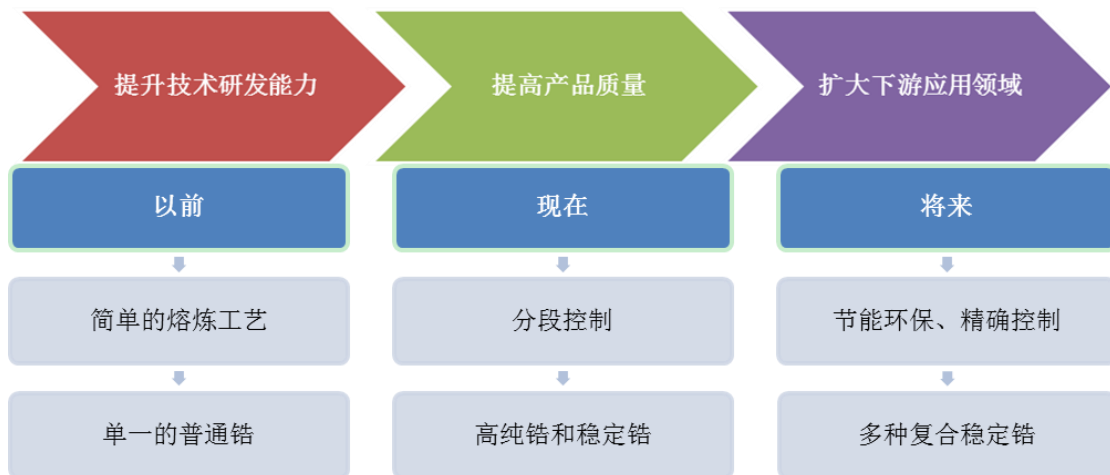 提升技术研发能力
提高产品质量
扩大下游应用领域
以前
现在
将来
简单的熔炼工艺
分段控制
节能环保、精确控制
单一的普通锆
高纯锆和稳定锆
多种复合稳定锆